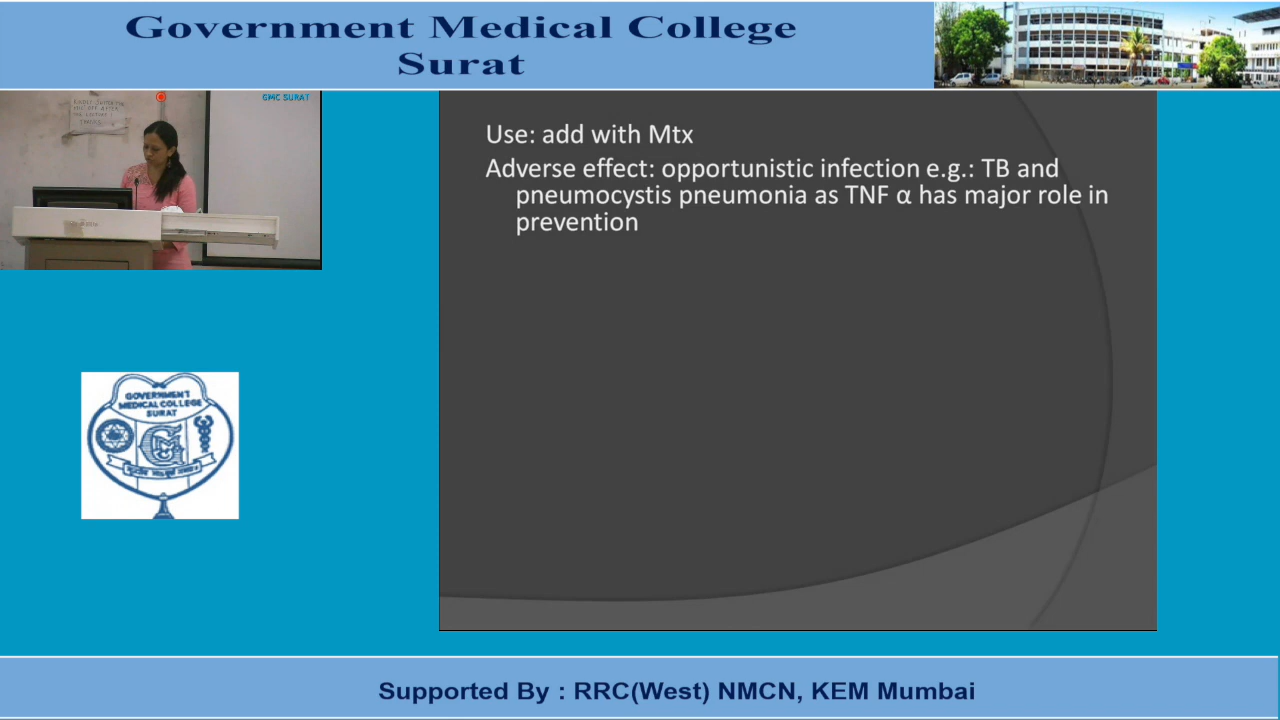 Government Medical College
Surat
GMC SURAT
Use: add with Mtx
Adverse effect: opportunistic infection e.g.: TB and
pneumocystis pneumonia as TNF α has major role in
prevention
GOVERNMENT
MEDICAL COLLEGE
SURAT
Supported By : RRC(West) NMCN, KEM Mumbai